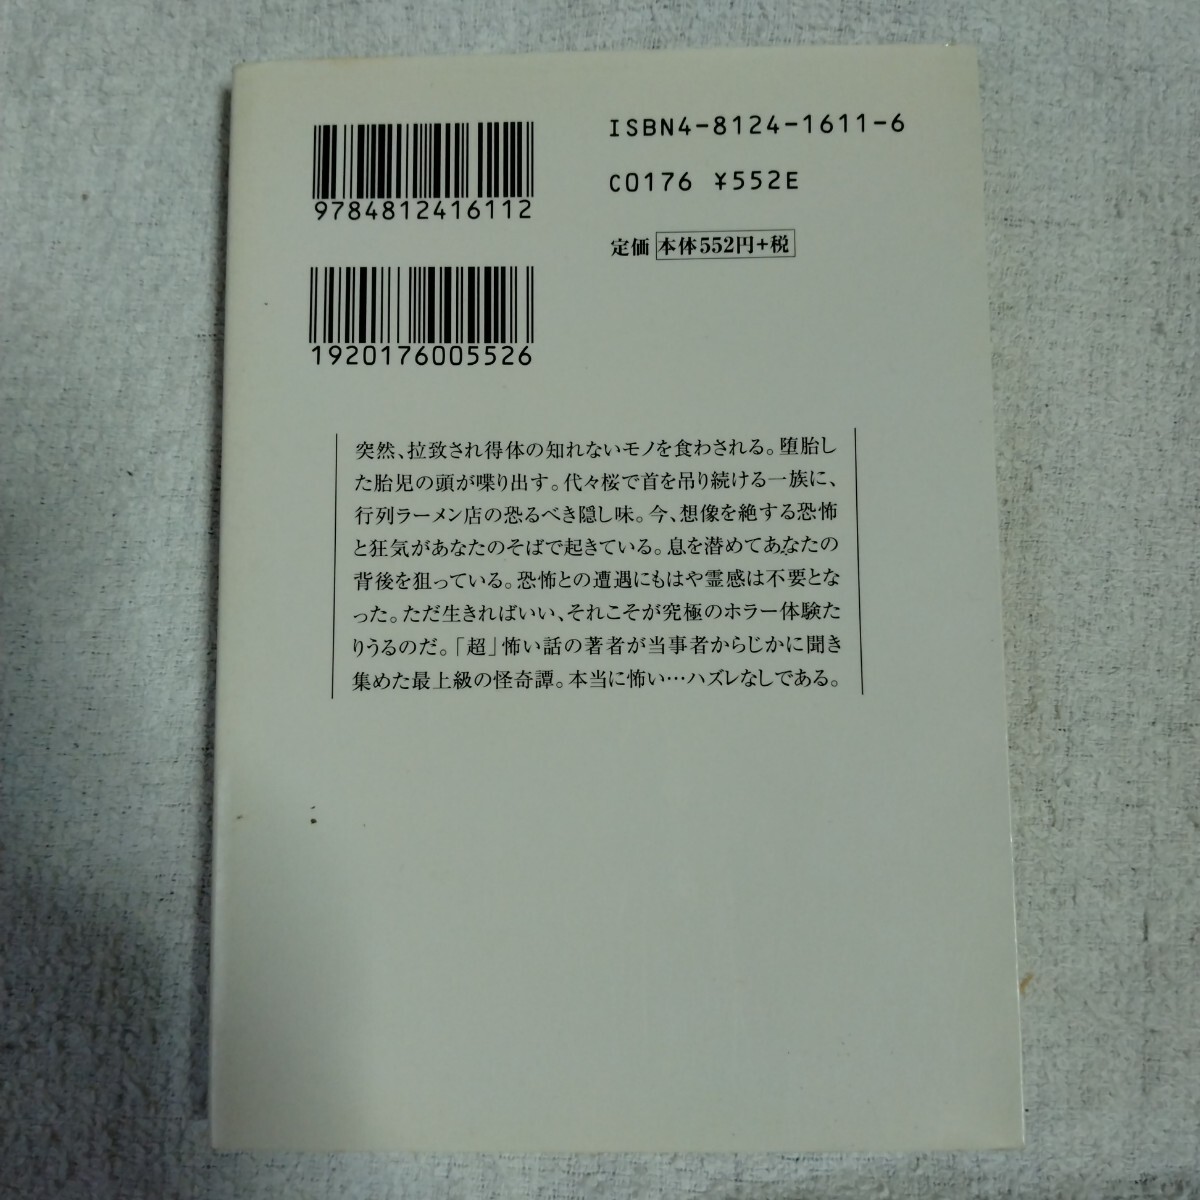 ISBN4-8124-1611-6
9784812416112
C0176 ¥552E
定価 本体552円+税
1920176005526
突然、拉致され得体の知れないモノを食わされる。堕胎し
た胎児の頭が喋り出す。代々桜で首を吊り続ける一族に、
行列ラーメン店の恐るべき隠し味。今、想像を絶する恐怖
と狂気があなたのそばで起きている。息を潜めてあなたの
背後を狙っている。恐怖との遭遇にもはや霊感は不要とな
った。ただ生きればいい、それこそが究極のホラー体験た
りうるのだ。「超」怖い話の著者が当事者からじかに聞き
集めた最上級の怪奇譚。本当に怖い…ハズレなしである。